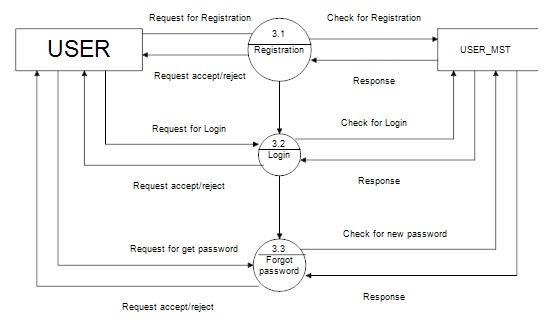 Request for Registration
Check for Registration
3.1
USER
Registration
USER_MST
Request accept/reject
Response
Request for Login
Check for Login
3.2
Login
Request accept/reject
Response
Request for get password
Check for new password
3.3
Forgot
password
Request accept/reject
Response